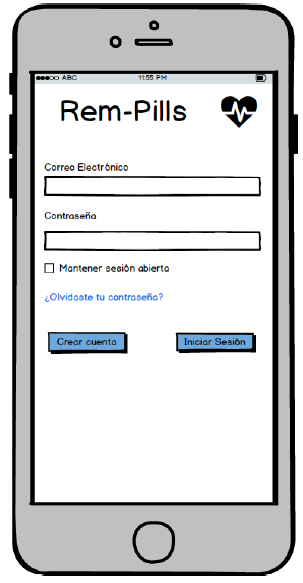 ABC 11:55 PM
Rem-Pills
Correo Electrónico
Contraseña
Mantener sesión abierta
¿Olvidaste tu contraseña?
Crear cuenta Iniciar Sesión